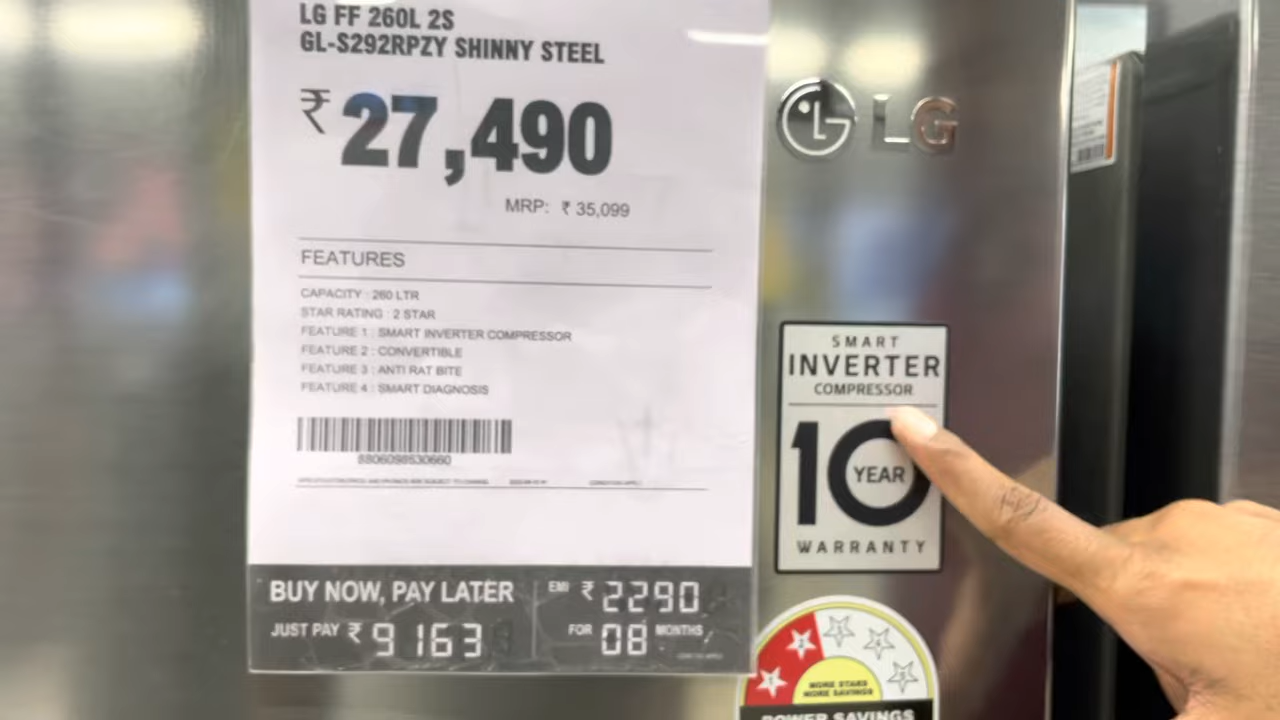 LG FF 260L 2S
GL-S292RPZY SHINNY STEEL
₹ 27,490
MRP: ₹ 35,099
FEATURES
CAPACITY : 260 LTR
STAR RATING : 2 STAR
FEATURE 1 : SMART INVERTER COMPRESSOR
FEATURE 2 : CONVERTIBLE
FEATURE 3 : ANTI RAT BITE
FEATURE 4 : SMART DIAGNOSIS
8806098530660
BUY NOW, PAY LATER
JUST PAY ₹ 9163
EMI ₹ 2290
FOR 08 MONTHS
LG
SMART
INVERTER
COMPRESSOR
10
YEAR
WARRANTY
MORE STARS
MORE SAVINGS
POWER SAVINGS